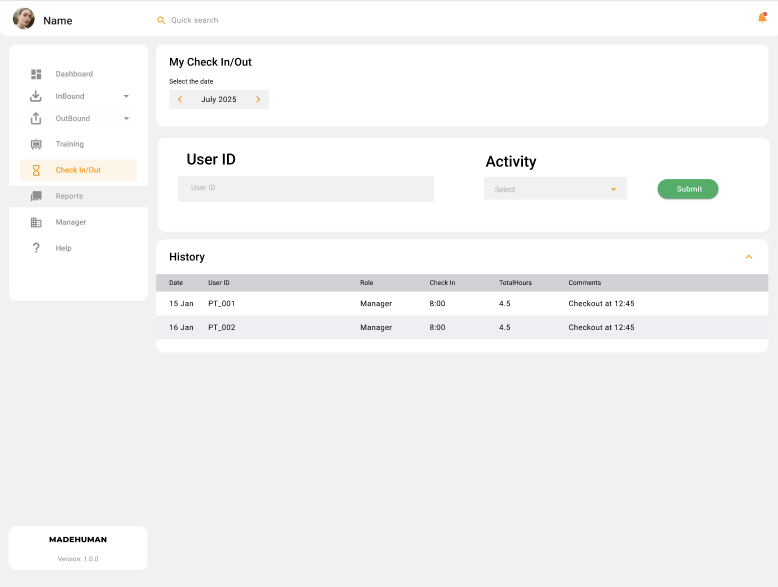 Name
Quick search
Dashboard
InBound
OutBound
Training
Check In/Out
Reports
Manager
Help
My Check In/Out
Select the date
July 2025
User ID
User ID
Activity
Select
Submit
History
Date User ID Role Check In TotalHours Comments
15 Jan PT_001 Manager 8:00 4.5 Checkout at 12:45
16 Jan PT_002 Manager 8:00 4.5 Checkout at 12:45
MADEHUMAN
Version: 1.0.0